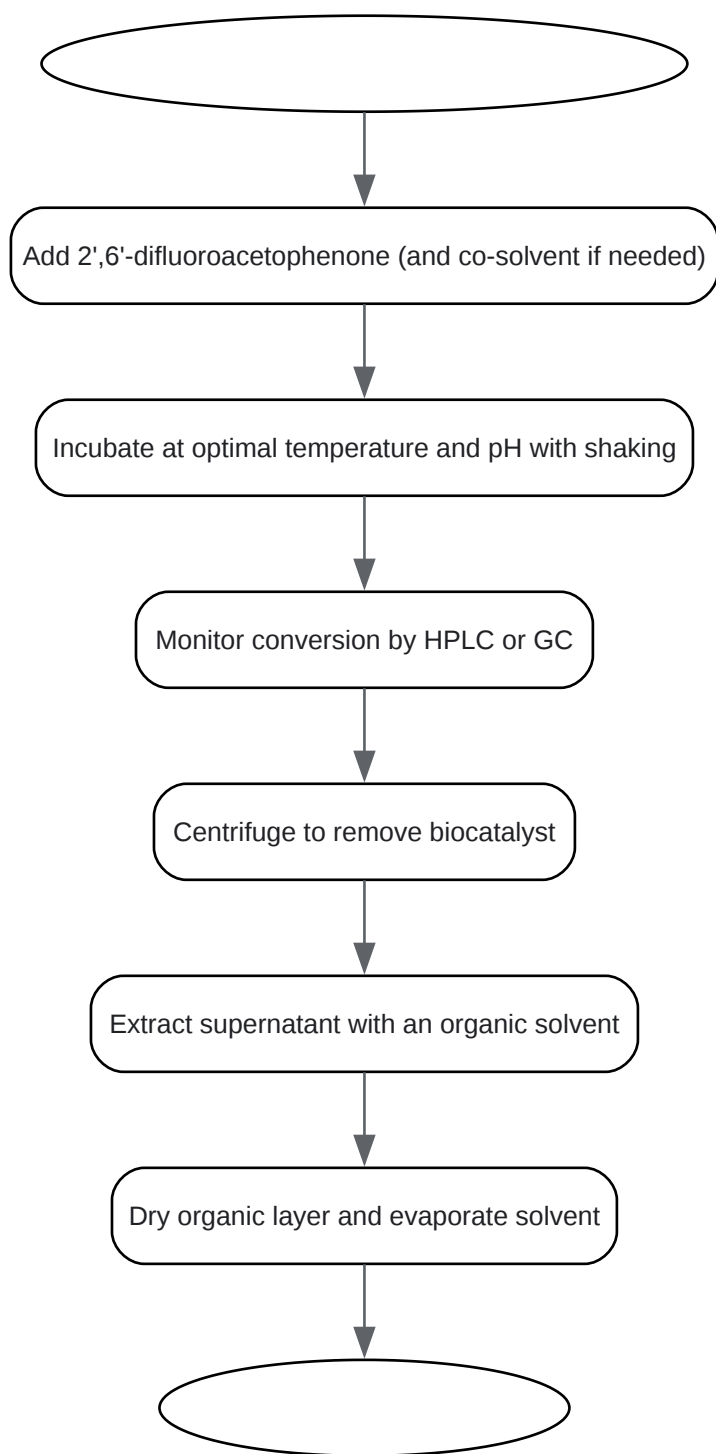 Add 2',6'-difluoroacetophenone (and co-solvent if needed)
Incubate at optimal temperature and pH with shaking
Monitor conversion by HPLC or GC
Centrifuge to remove biocatalyst
Extract supernatant with an organic solvent
Dry organic layer and evaporate solvent